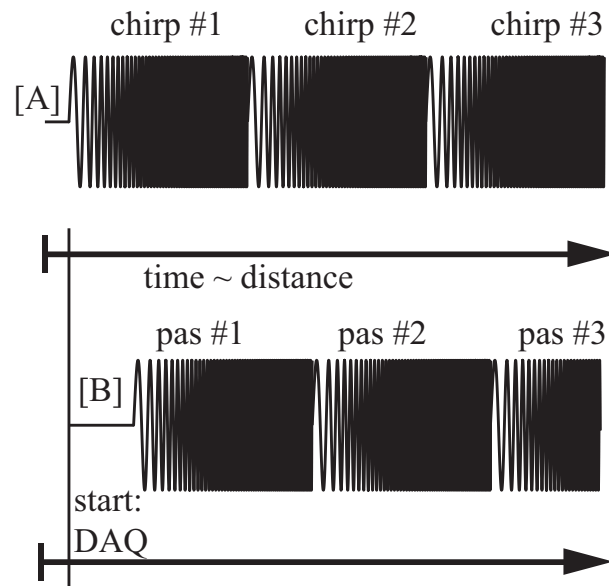 chirp #1 chirp #2 chirp #3
[A]
time ~ distance
pas #1 pas #2 pas #3
[B]
start:
DAQ